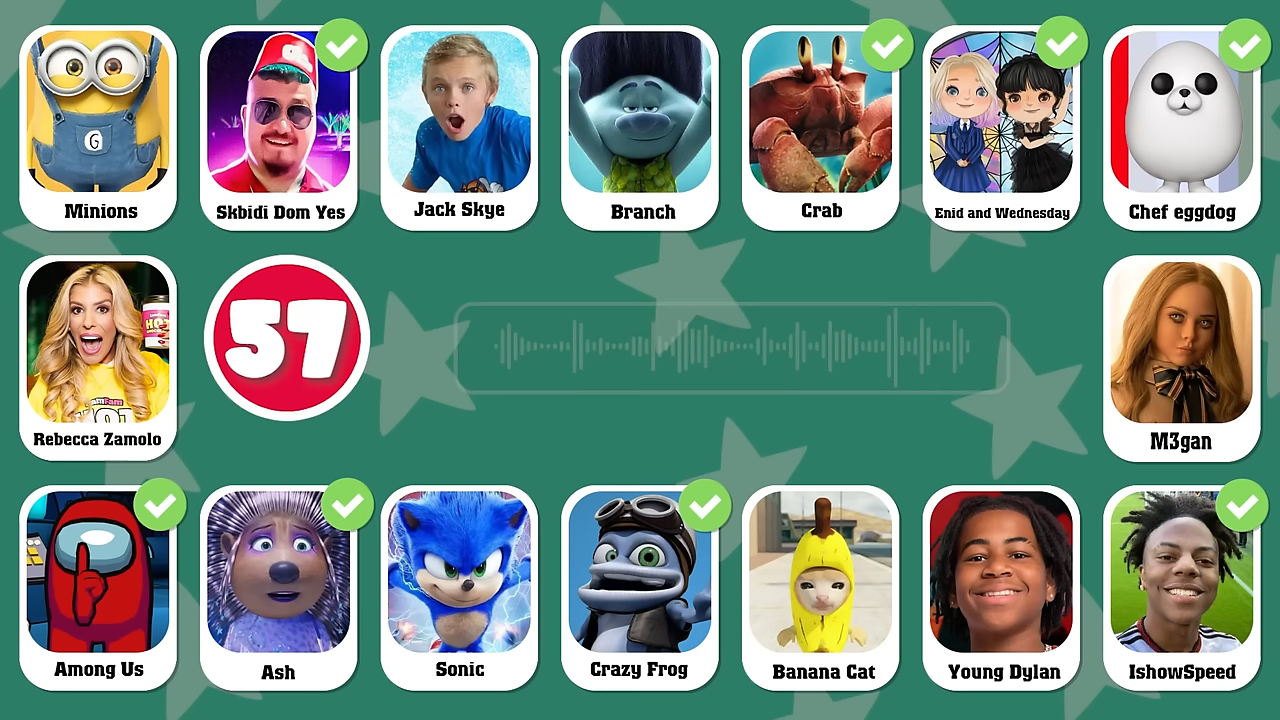 G
Minions
Skbidi Dom Yes
Jack Skye
Branch
Crab
Enid and Wednesday
Chef eggdog
Rebecca Zamolo
57
M3gan
Among Us
Ash
Sonic
Crazy Frog
Banana Cat
Young Dylan
IshowSpeed